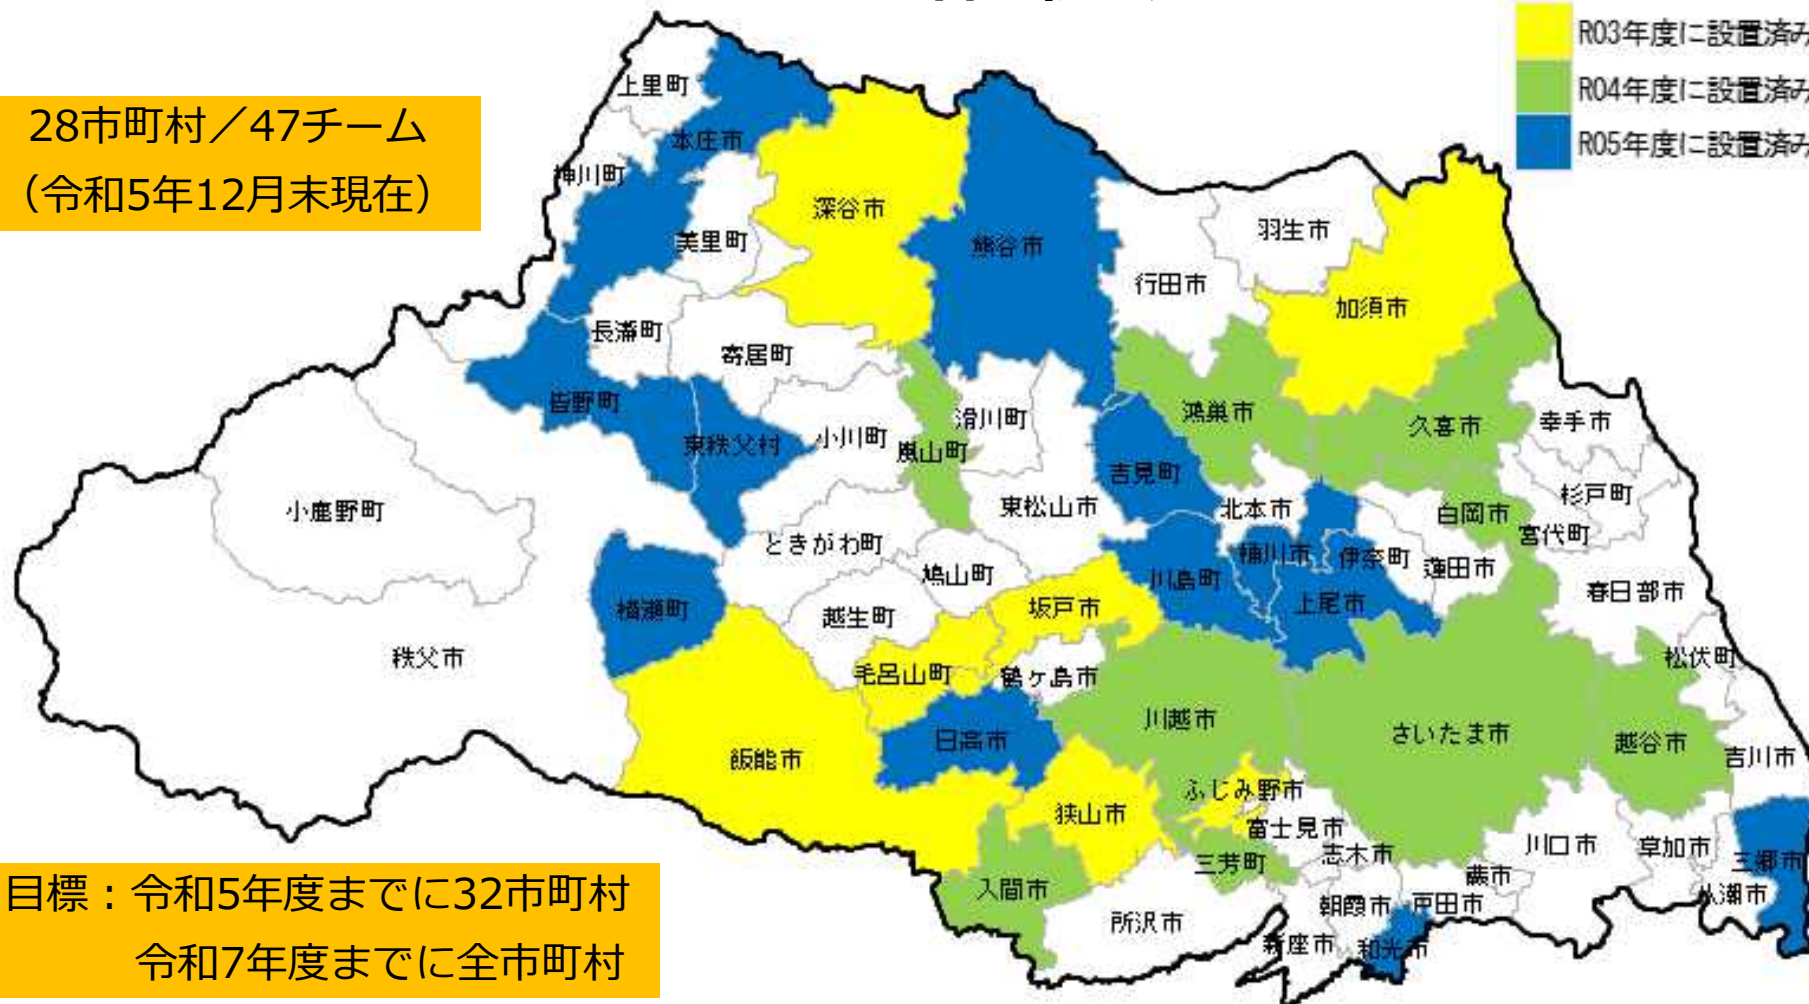 R03年度に設置済み
R04年度に設置済み
R05年度に設置済み
28市町村／47チーム
（令和5年12月末現在）
上里町
本庄市
神川町
美里町
深谷市
熊谷市
羽生市
行田市
加須市
長瀞町
寄居町
皆野町
東秩父村
小川町
嵐山町
滑川町
鴻巣市
久喜市
幸手市
吉見町
東松山市
北本市
白岡市
杉戸町
宮代町
小鹿野町
ときがわ町
鳩山町
川島町
桶川市
伊奈町
蓮田市
春日部市
横瀬町
越生町
坂戸市
上尾市
秩父市
毛呂山町
鶴ヶ島市
松伏町
飯能市
日高市
川越市
さいたま市
越谷市
吉川市
狭山市
ふじみ野市
富士見市
三芳町
志木市
川口市
草加市
三郷市
入間市
所沢市
朝霞市
戸田市
蕨市
八潮市
新座市
和光市
目標：令和5年度までに32市町村
令和7年度までに全市町村